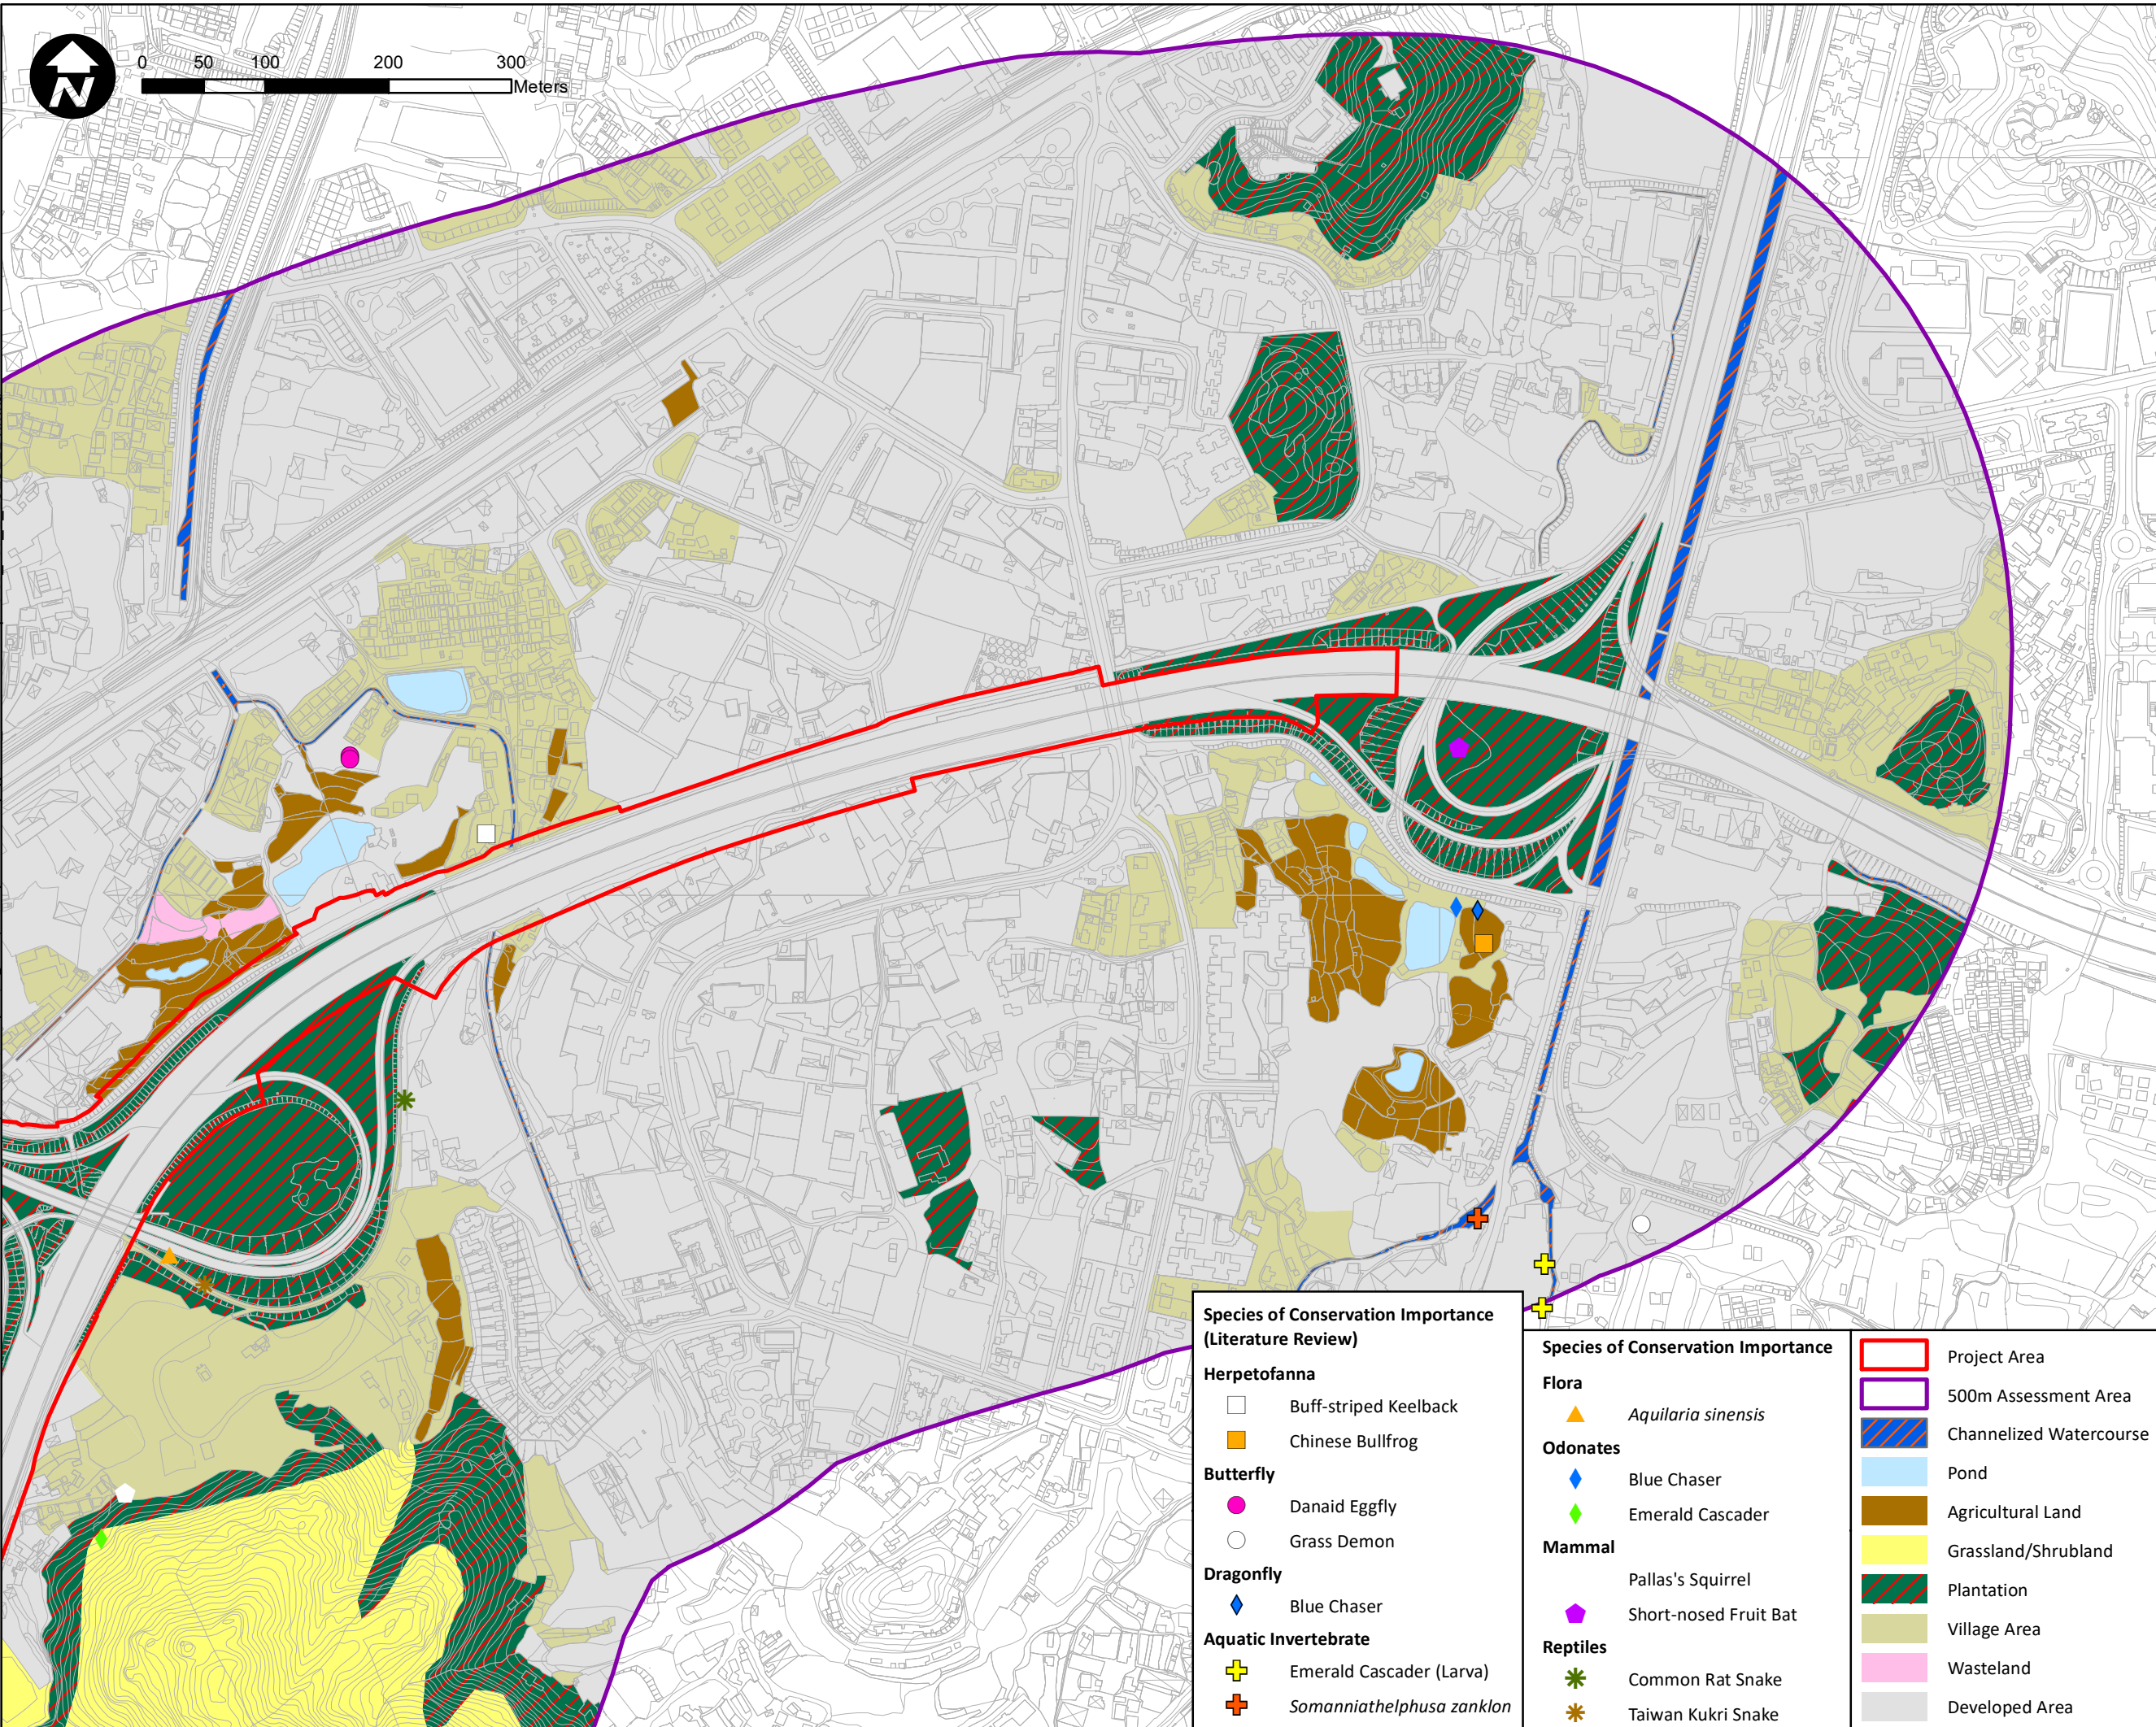 N
0 50 100 200 300
Meters
Species of Conservation Importance
(Literature Review)
Herpetofanna
Buff-striped Keelback
Chinese Bullfrog
Butterfly
Danaid Eggfly
Grass Demon
Dragonfly
Blue Chaser
Aquatic Invertebrate
Emerald Cascader (Larva)
Somanniathelphusa zanklon
Species of Conservation Importance
Flora
Aquilaria sinensis
Odonates
Blue Chaser
Emerald Cascader
Mammal
Pallas's Squirrel
Short-nosed Fruit Bat
Reptiles
Common Rat Snake
Taiwan Kukri Snake
Project Area
500m Assessment Area
Channelized Watercourse
Pond
Agricultural Land
Grassland/Shrubland
Plantation
Village Area
Wasteland
Developed Area